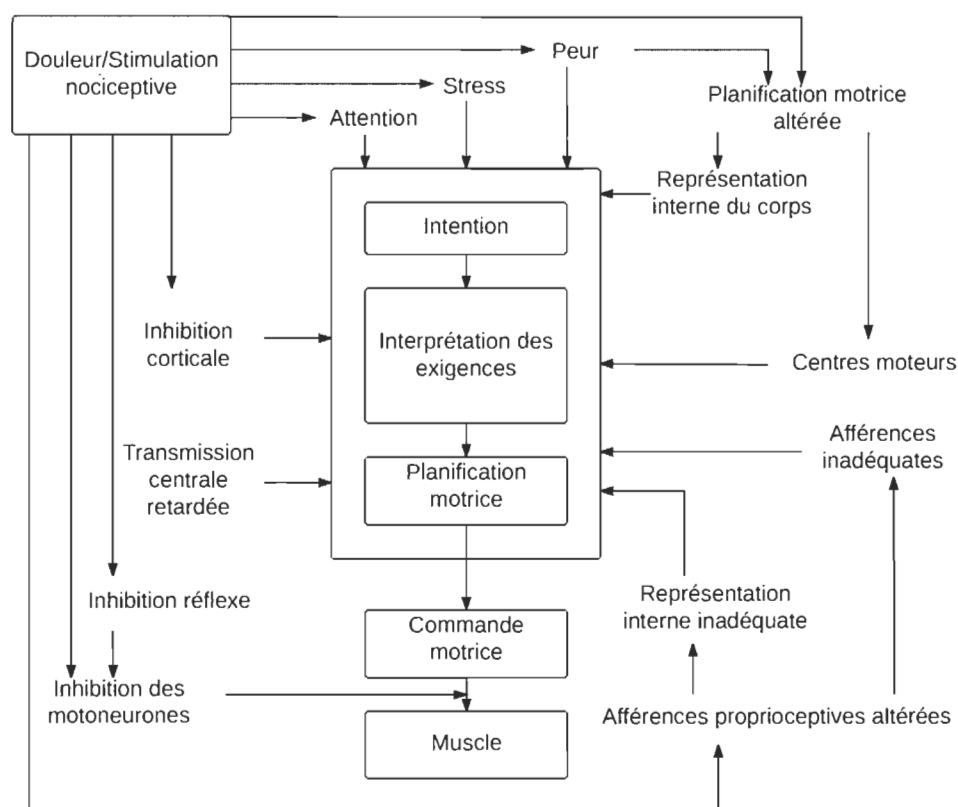 Douleur/Stimulation
nociceptive
Peur
Stress
Attention
Planification motrice
altérée
Représentation
interne du corps
Intention
Inhibition
corticale
Interprétation des
exigences
Centres moteurs
Afférences
inadéquates
Transmission
centrale
retardée
Planification
motrice
Inhibition réflexe
Représentation
interne inadéquate
Commande
motrice
Inhibition des
motoneurones
Afférences proprioceptives altérées
Muscle